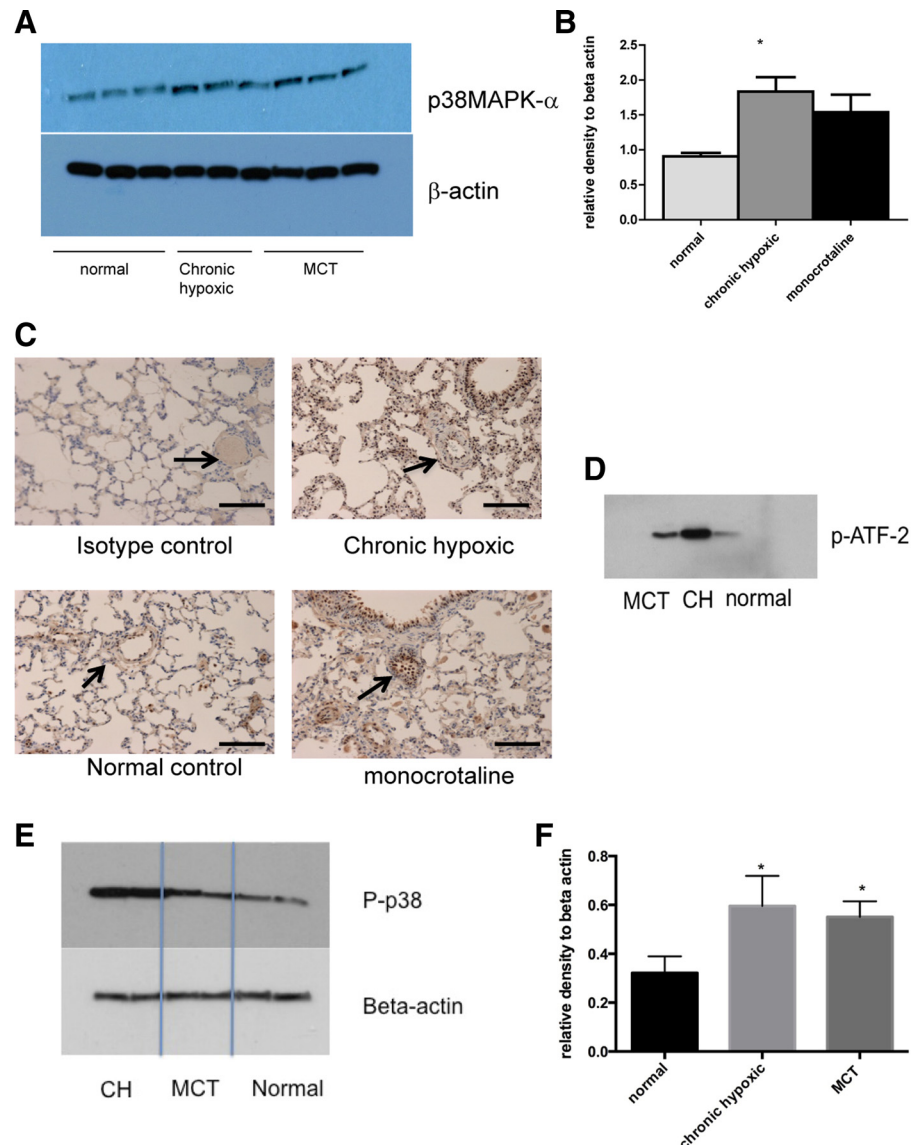 A
p38MAPK-α
β-actin
normal
Chronic
hypoxic
MCT
B
relative density to beta actin
2.5
2.0
1.5
1.0
0.5
0.0
*
normal
chronic hypoxic
monocrotaline
C
Isotype control
Chronic hypoxic
Normal control
monocrotaline
D
p-ATF-2
MCT CH normal
E
P-p38
Beta-actin
CH MCT Normal
F
relative density to beta actin
0.8
0.6
0.4
0.2
0.0
*
*
normal
chronic hypoxic
MCT